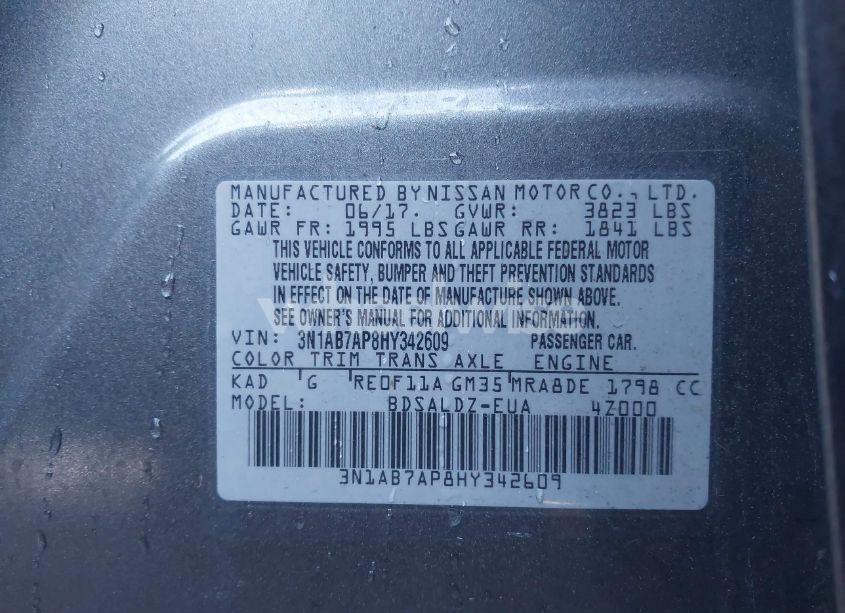 MANUFACTURED BY NISSAN MOTOR CO., LTD.
DATE: 06/17. GVWR: 3823 LBS
GAWR FR: 1995 LBS GAWR RR: 1841 LBS
THIS VEHICLE CONFORMS TO ALL APPLICABLE FEDERAL MOTOR
VEHICLE SAFETY, BUMPER AND THEFT PREVENTION STANDARDS
IN EFFECT ON THE DATE OF MANUFACTURE SHOWN ABOVE.
SEE OWNER'S MANUAL FOR ADDITIONAL INFORMATION.
VIN: 3N1AB7AP8HY342609 PASSENGER CAR.
COLOR TRIM TRANS AXLE ENGINE
KAD G RE0F11A GM35 MRA8DE 1798 CC
MODEL: BDSALDZ-EUA 4Z000
3N1AB7AP8HY342609